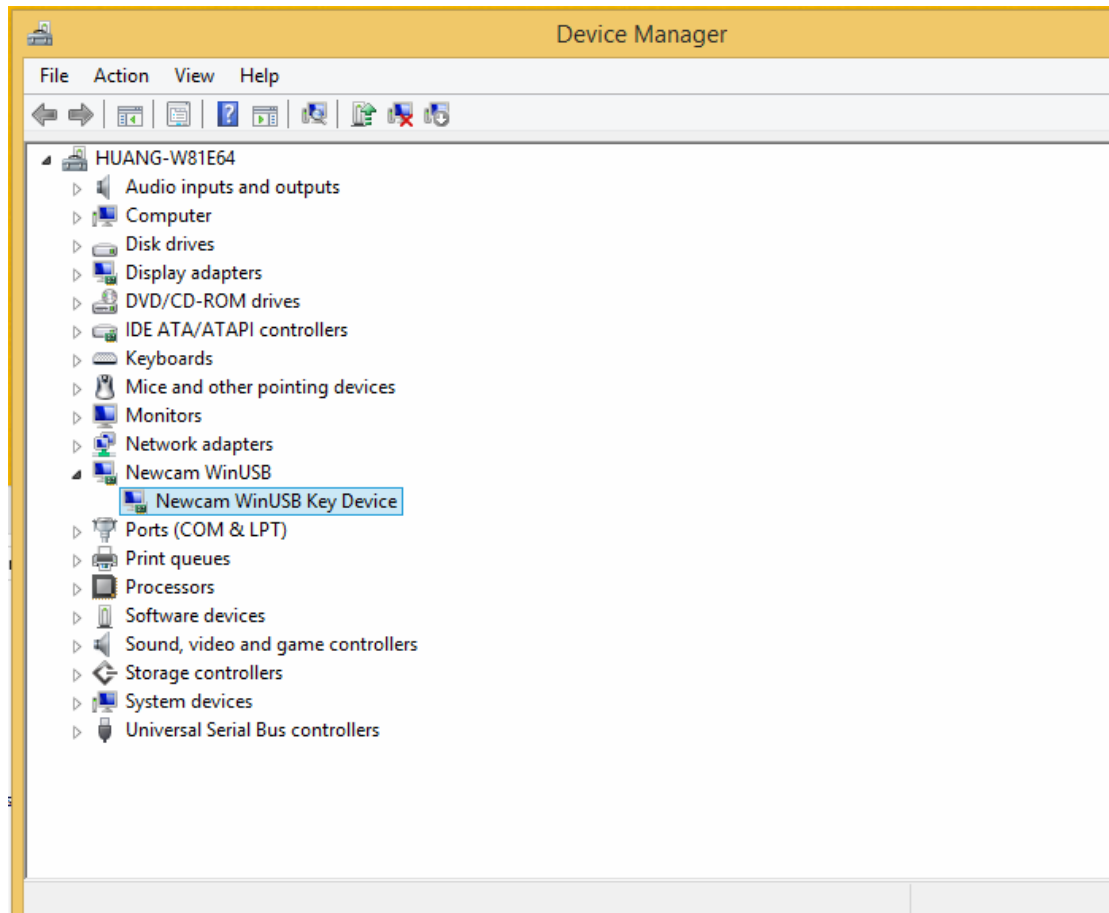 Device Manager
File Action View Help
HUANG-W81E64
Audio inputs and outputs
Computer
Disk drives
Display adapters
DVD/CD-ROM drives
IDE ATA/ATAPI controllers
Keyboards
Mice and other pointing devices
Monitors
Network adapters
Newcam WinUSB
Newcam WinUSB Key Device
Ports (COM & LPT)
Print queues
Processors
Software devices
Sound, video and game controllers
Storage controllers
System devices
Universal Serial Bus controllers